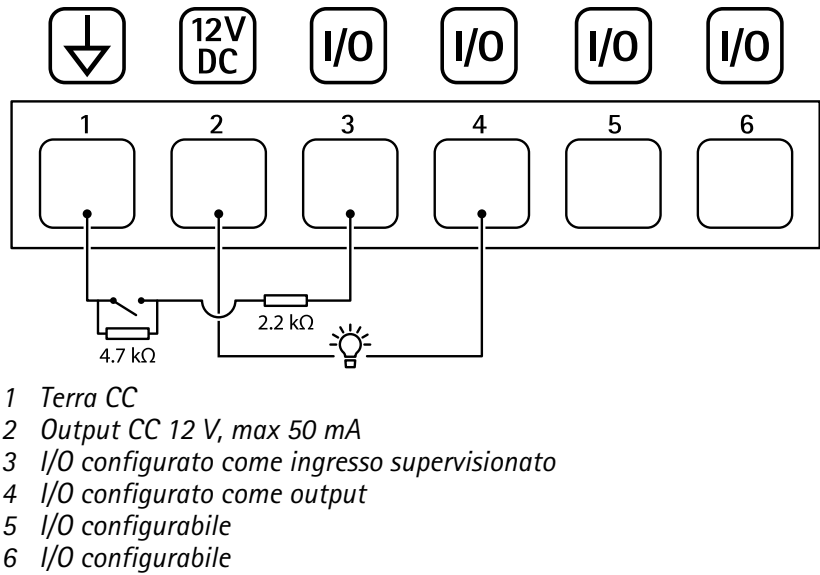 12V DC I/O I/O I/O I/O
1 2 3 4 5 6
2.2 kΩ
4.7 kΩ
1 Terra CC
2 Output CC 12 V, max 50 mA
3 I/O configurato come ingresso supervisionato
4 I/O configurato come output
5 I/O configurabile
6 I/O configurabile